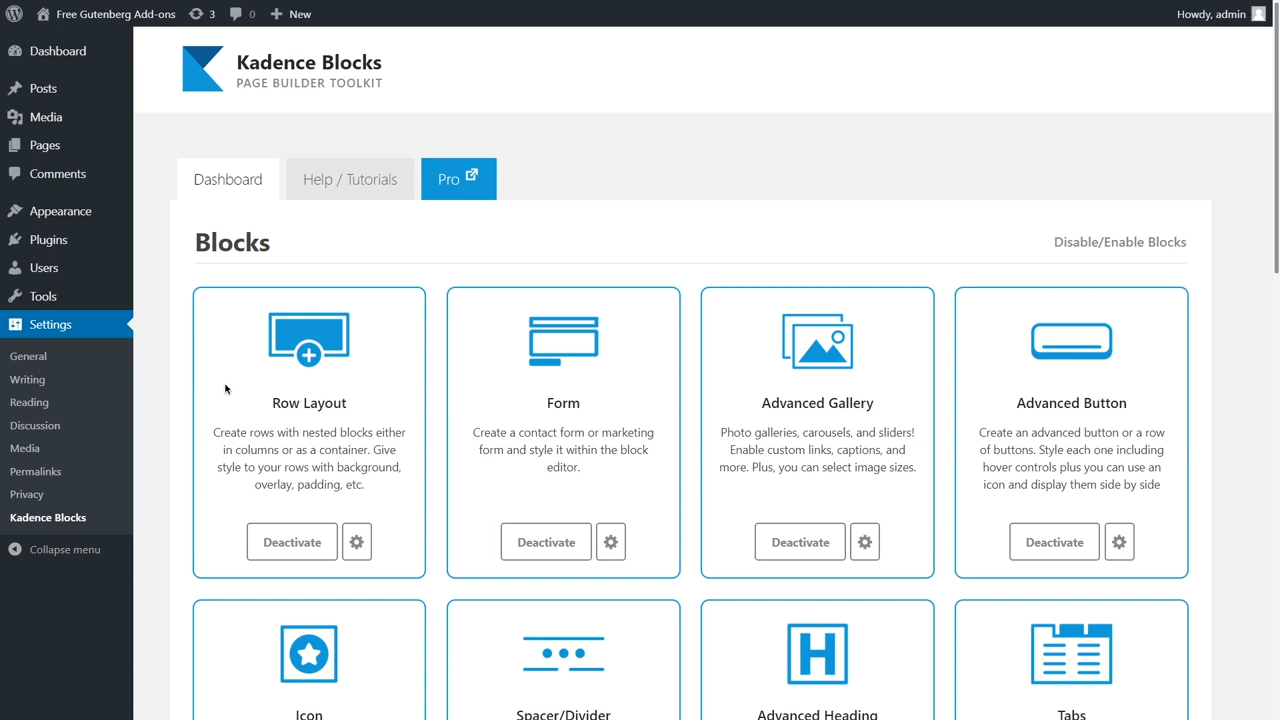 Free Gutenberg Add-ons 3 0 New Howdy, admin
Dashboard
Posts
Media
Pages
Comments
Appearance
Plugins
Users
Tools
Settings
General
Writing
Reading
Discussion
Media
Permalinks
Privacy
Kadence Blocks
Collapse menu
Kadence Blocks
PAGE BUILDER TOOLKIT
Dashboard Help / Tutorials Pro
Blocks Disable/Enable Blocks
Row Layout
Create rows with nested blocks either
in columns or as a container. Give
style to your rows with background,
overlay, padding, etc.
Deactivate
Form
Create a contact form or marketing
form and style it within the block
editor.
Deactivate
Advanced Gallery
Photo galleries, carousels, and sliders!
Enable custom links, captions, and
more. Plus, you can select image sizes.
Deactivate
Advanced Button
Create an advanced button or a row
of buttons. Style each one including
hover controls plus you can use an
icon and display them side by side
Deactivate
Icon
Spacer/Divider
H
Advanced Heading
Tabs